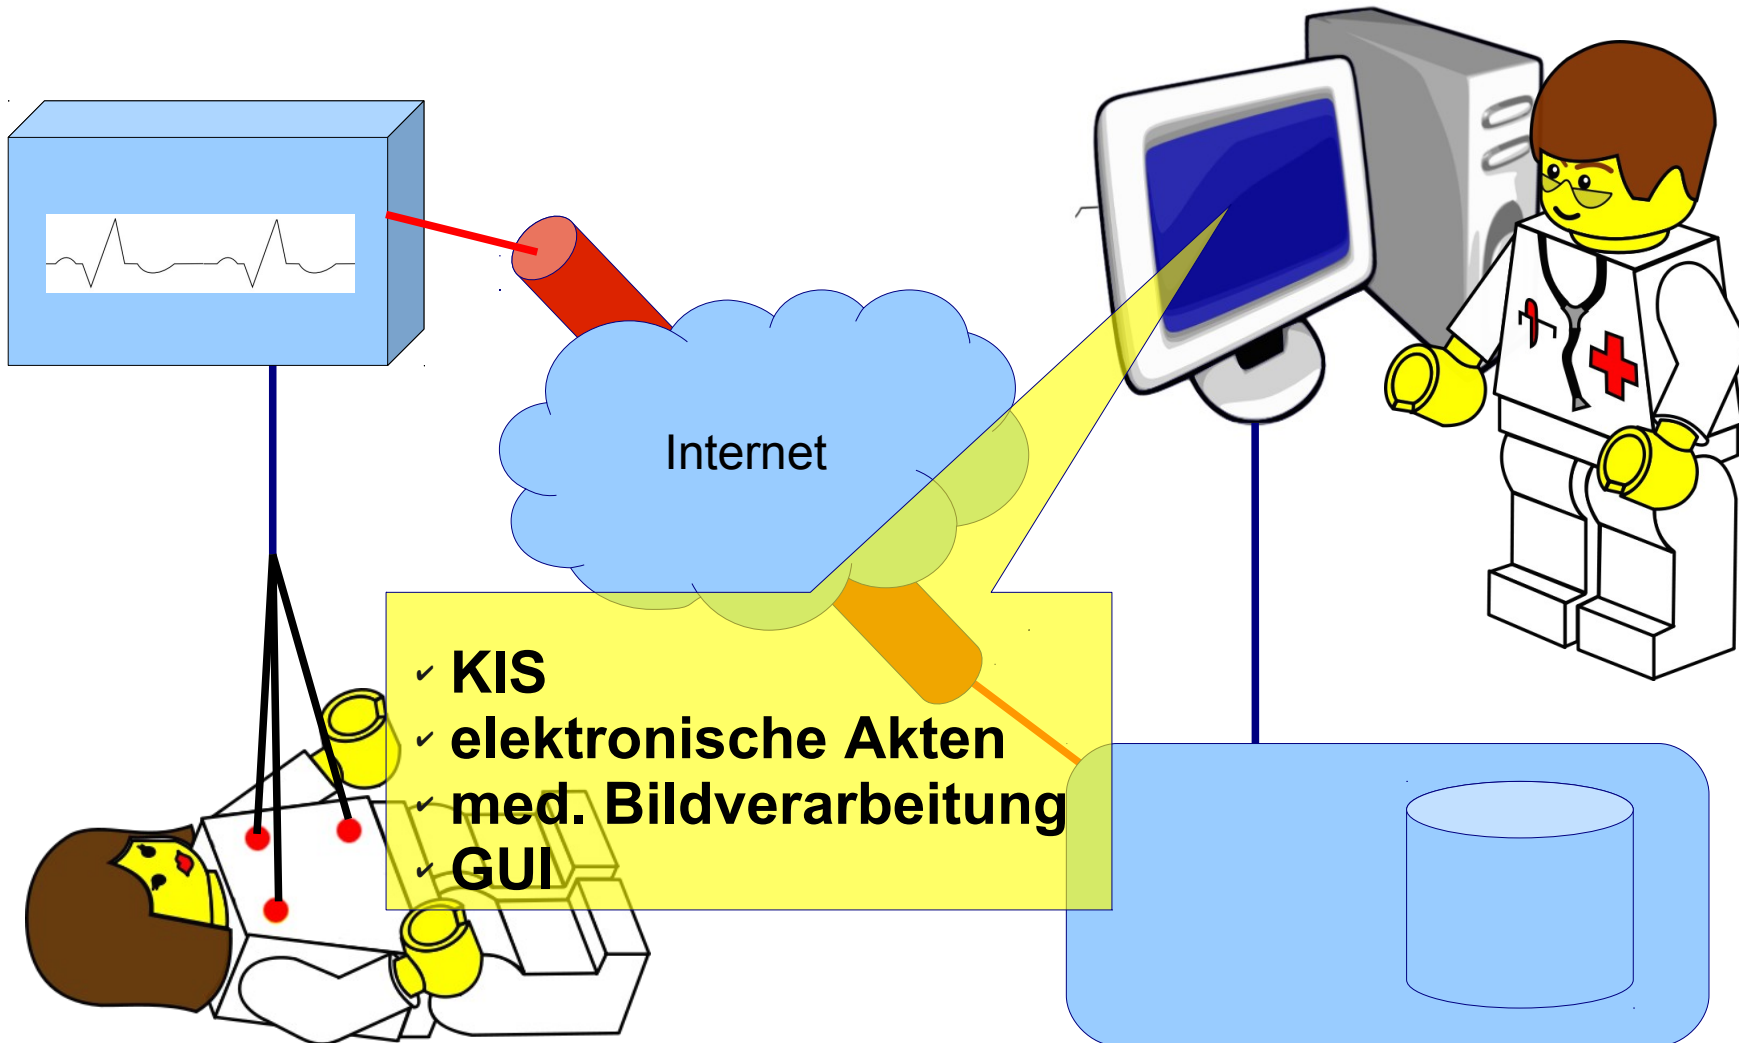 Internet
✔ KIS
✔ elektronische Akten
✔ med. Bildverarbeitung
✔ GUI